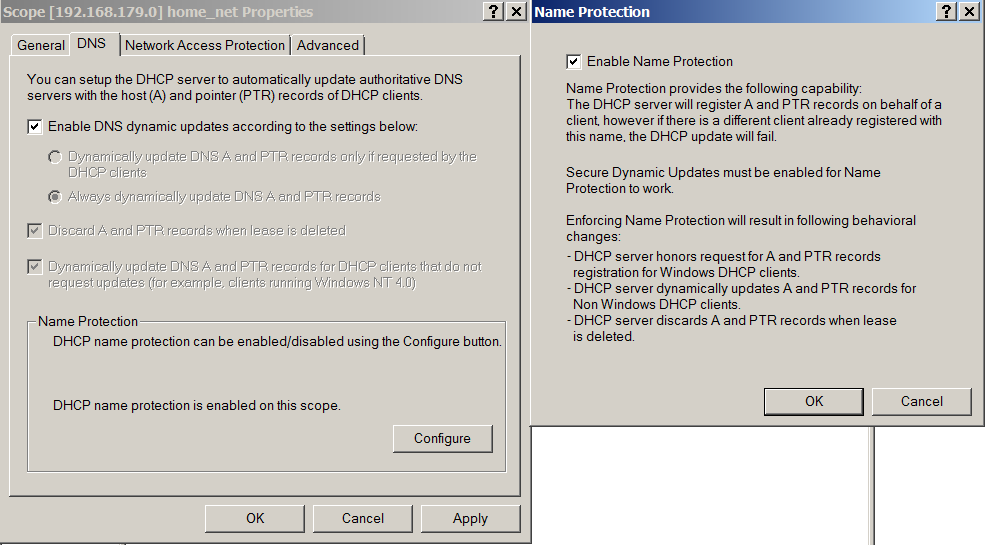 Scope [192.168.179.0] home_net Properties
General
DNS
Network Access Protection
Advanced
You can setup the DHCP server to automatically update authoritative DNS
servers with the host (A) and pointer (PTR) records of DHCP clients.
Enable DNS dynamic updates according to the settings below:
Dynamically update DNS A and PTR records only if requested by the
DHCP clients
Always dynamically update DNS A and PTR records
Discard A and PTR records when lease is deleted
Dynamically update DNS A and PTR records for DHCP clients that do not
request updates (for example, clients running Windows NT 4.0)
Name Protection
DHCP name protection can be enabled/disabled using the Configure button.
DHCP name protection is enabled on this scope.
Configure
OK
Cancel
Apply
Name Protection
Enable Name Protection
Name Protection provides the following capability:
The DHCP server will register A and PTR records on behalf of a
client, however if there is a different client already registered with
this name, the DHCP update will fail.
Secure Dynamic Updates must be enabled for Name
Protection to work.
Enforcing Name Protection will result in following behavioral
changes:
- DHCP server honors request for A and PTR records
registration for Windows DHCP clients.
- DHCP server dynamically updates A and PTR records for
Non Windows DHCP clients.
- DHCP server discards A and PTR records when lease
is deleted.
OK
Cancel